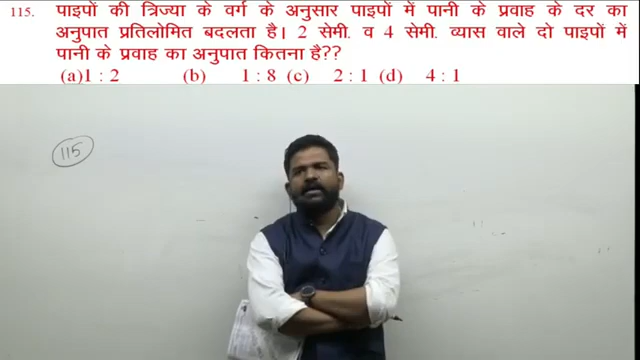 115. पाइपों की त्रिज्या के वर्ग के अनुसार पाइपों में पानी के प्रवाह के दर का
अनुपात प्रतिलोमित बदलता है। 2 सेमी. व 4 सेमी. व्यास वाले दो पाइपों में
पानी के प्रवाह का अनुपात कितना है??
(a)1 : 2 (b) 1 : 8 (c) 2 : 1 (d) 4 : 1
115